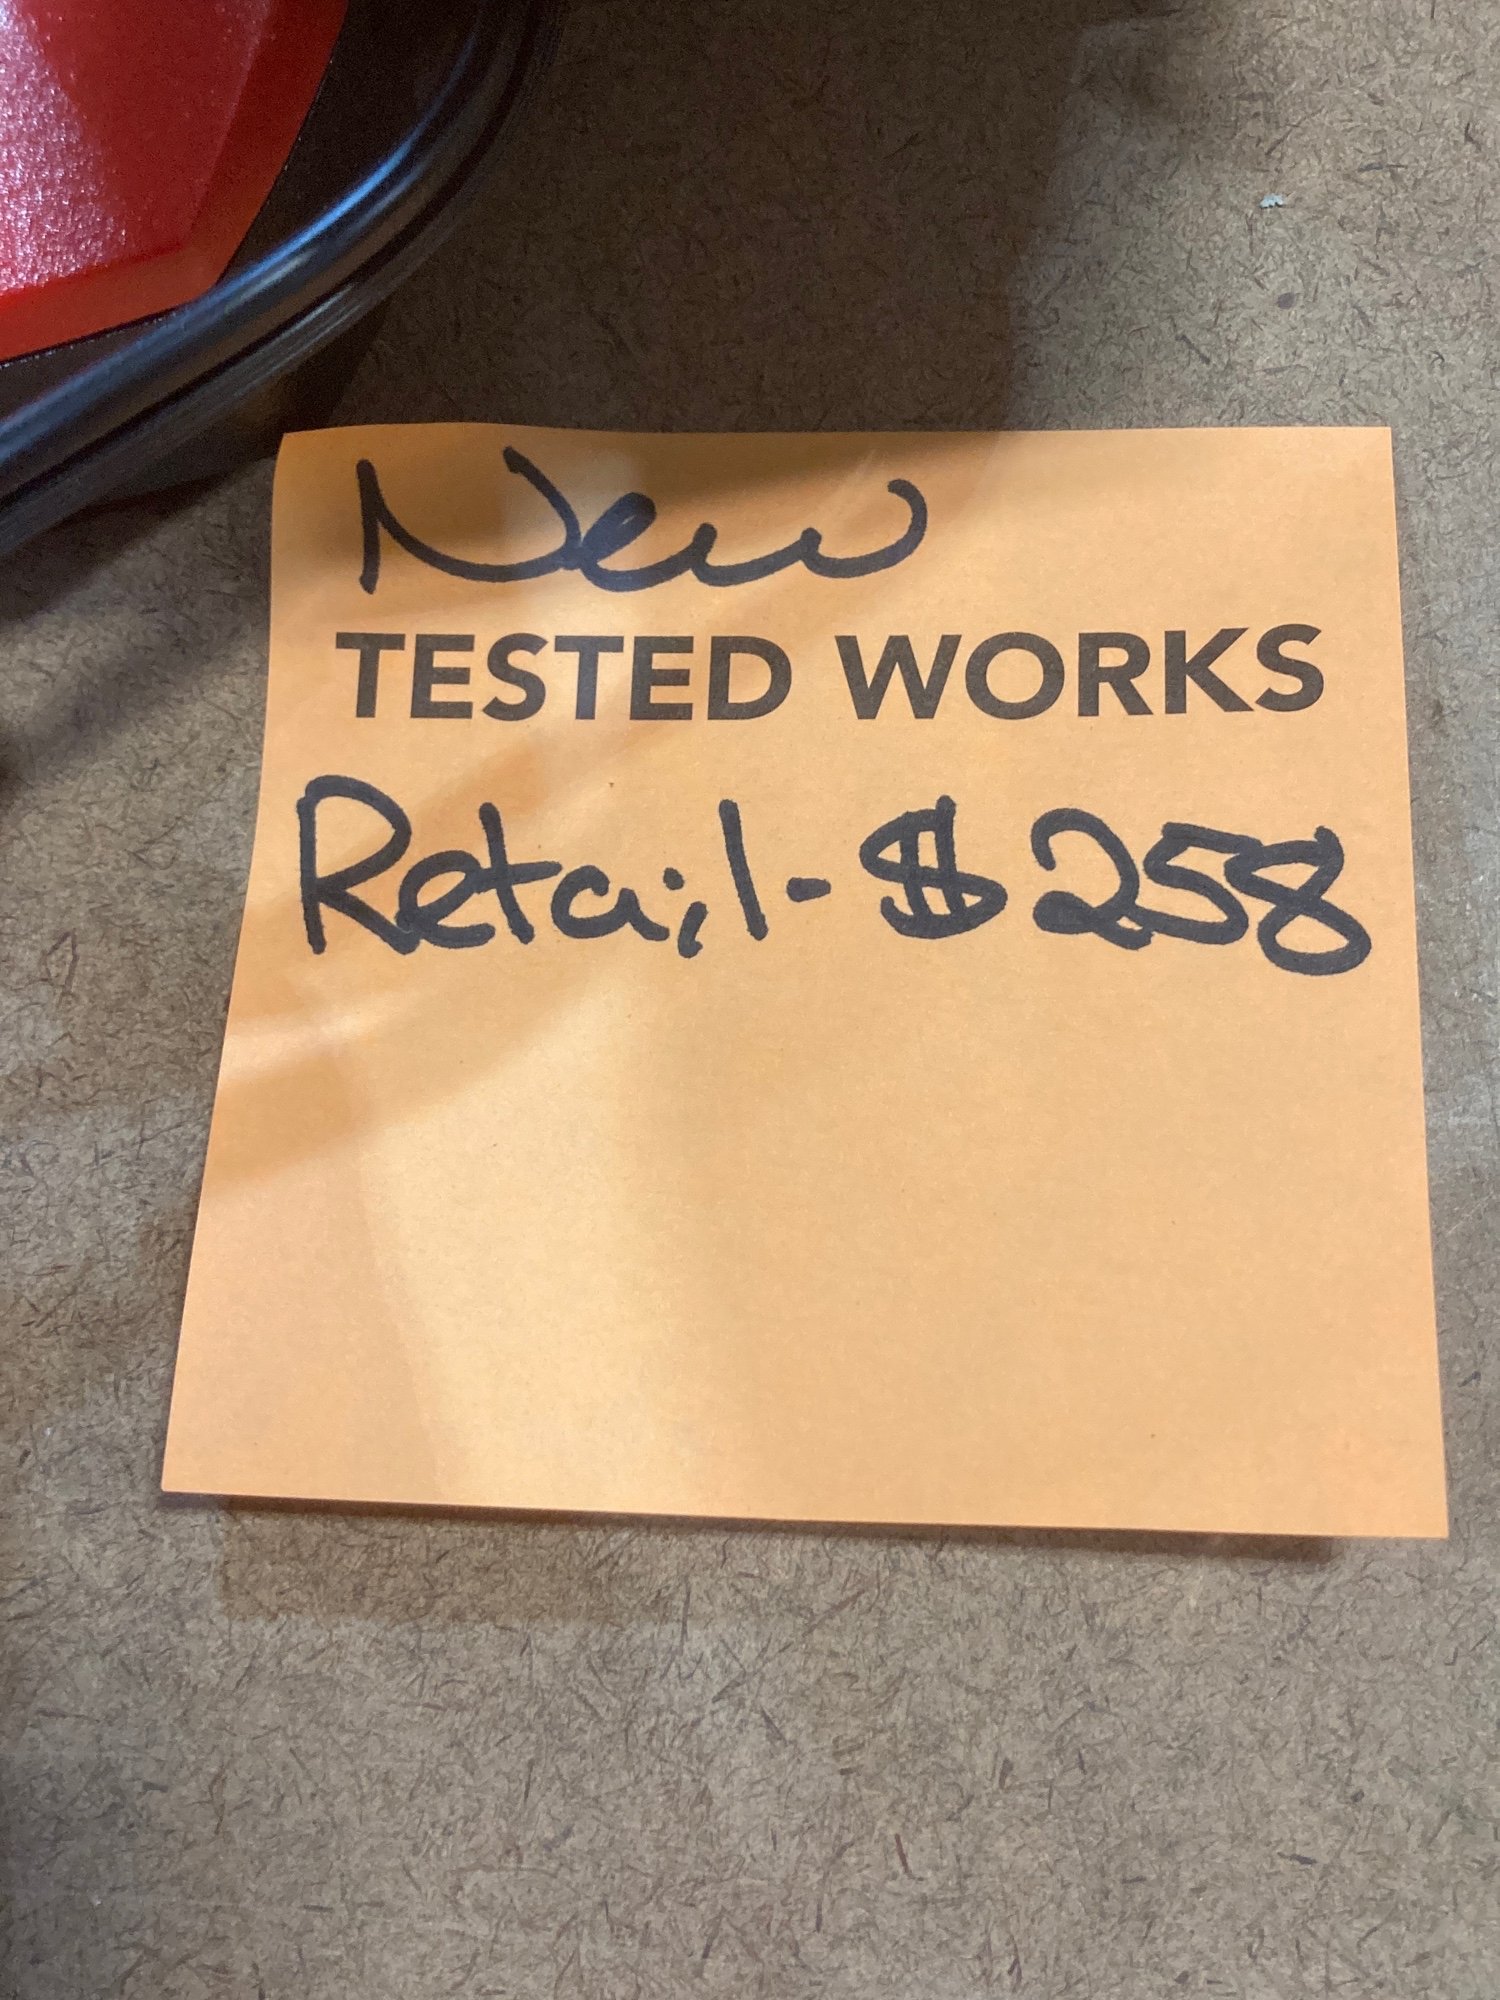 New
TESTED WORKS
Retail - $258